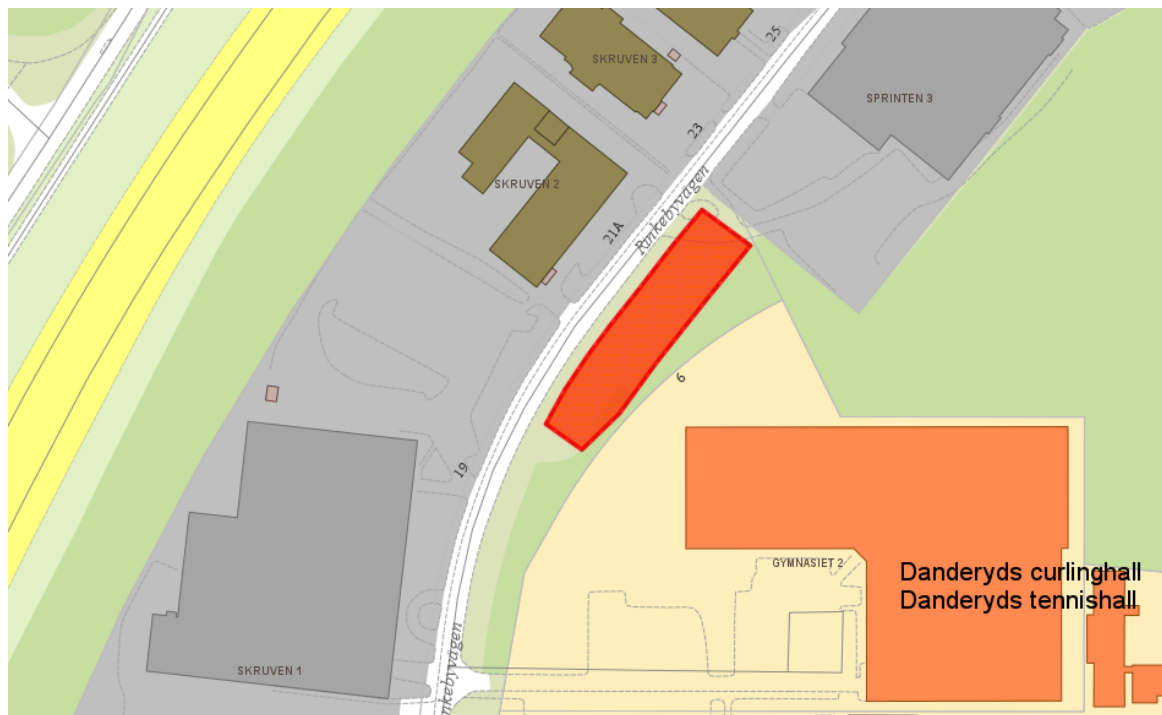 25
SKRUVEN 3
SPRINTEN 3
23
SKRUVEN 2
Rinkebyvägen
21A
6
19
GYMNASIET 2
Danderyds curlinghall
Danderyds tennishall
SKRUVEN 1
nkebyvägen